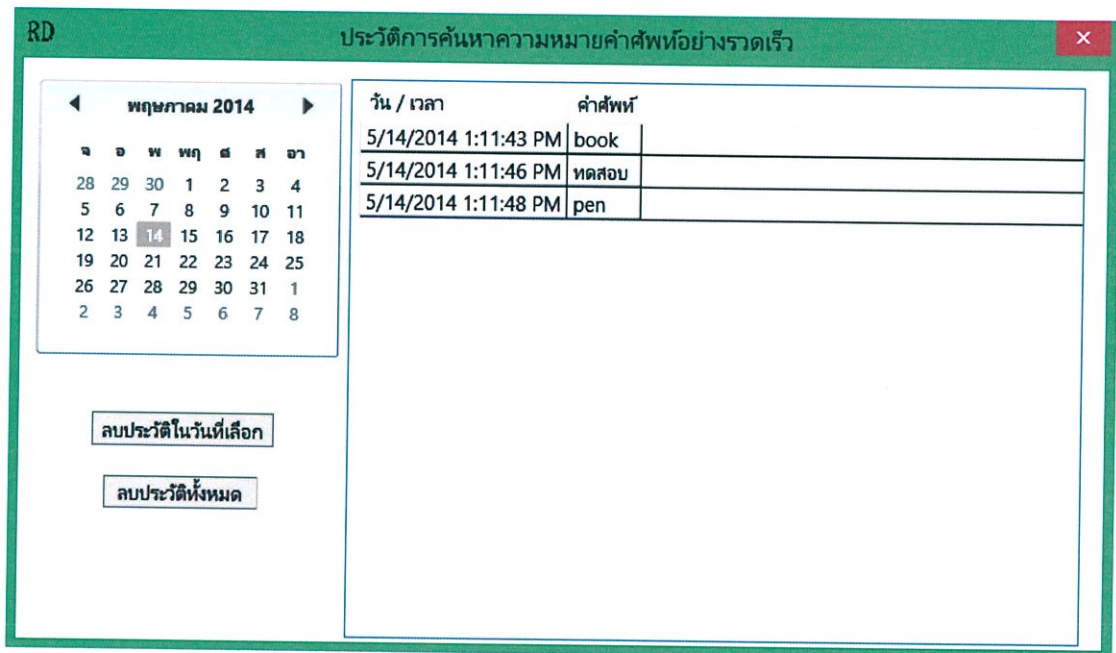 RD
ประวัติการค้นหาความหมายคำศัพท์อย่างรวดเร็ว
พฤษภาคม 2014
จ อ พ พฤ ศ ส อา
28 29 30 1 2 3 4
5 6 7 8 9 10 11
12 13 14 15 16 17 18
19 20 21 22 23 24 25
26 27 28 29 30 31 1
2 3 4 5 6 7 8
ลบประวัติในวันที่เลือก
ลบประวัติทั้งหมด
วัน / เวลา คำศัพท์
5/14/2014 1:11:43 PM book
5/14/2014 1:11:46 PM ทดสอบ
5/14/2014 1:11:48 PM pen